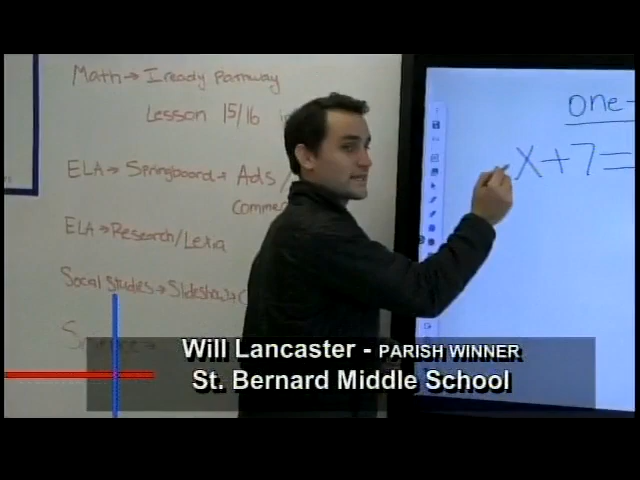 Math → Iready Pathway
Lesson 15/16
ELA → Springboard → Ads/
ELA → Research/Lexia
Social Studies → Slideshow →
one-
x+7=
Will Lancaster - PARISH WINNER
St. Bernard Middle School